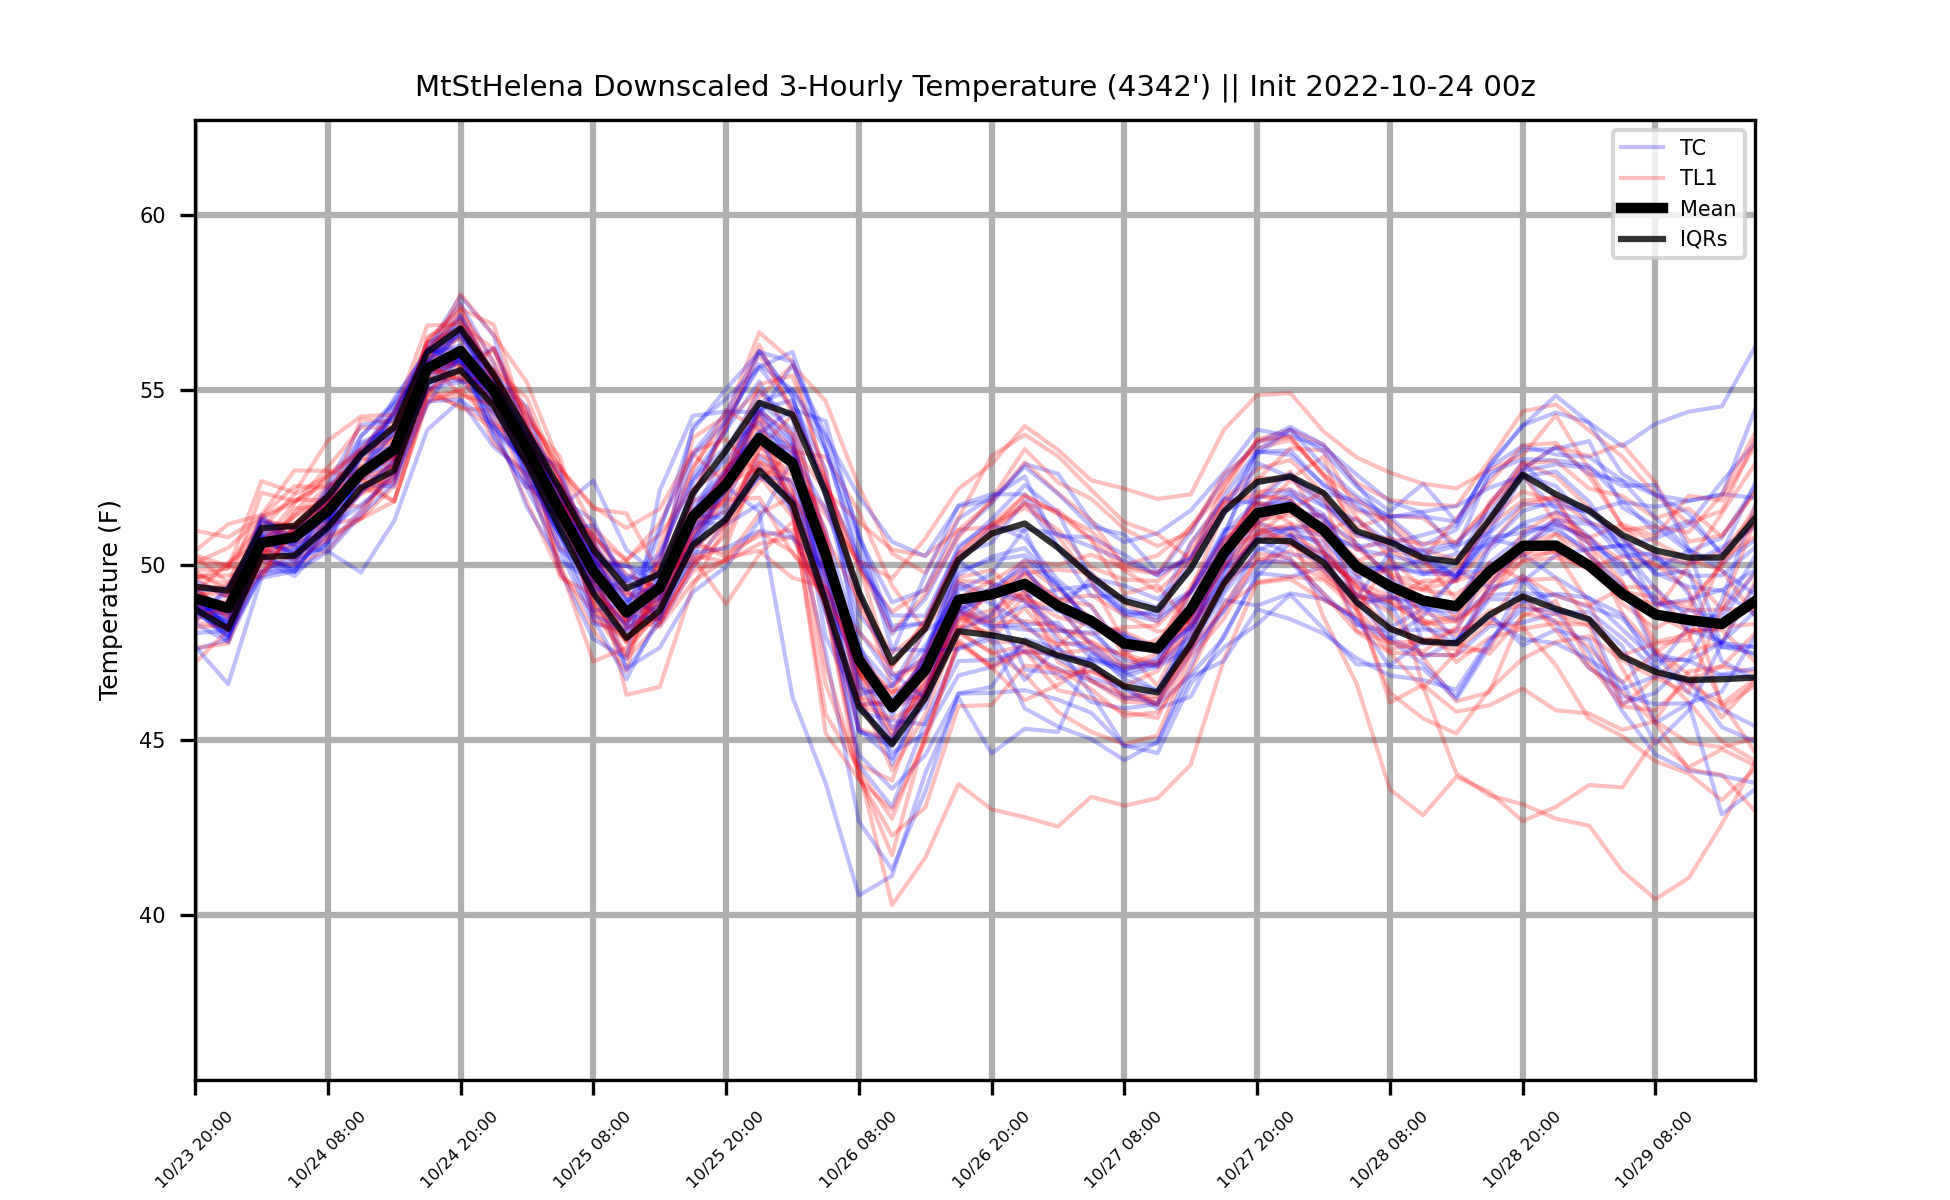 MtStHelena Downscaled 3-Hourly Temperature (4342') || Init 2022-10-24 00z
TC
TL1
Mean
IQRs
Temperature (F)
60
55
50
45
40
10/23 20:00
10/24 08:00
10/24 20:00
10/25 08:00
10/25 20:00
10/26 08:00
10/26 20:00
10/27 08:00
10/27 20:00
10/28 08:00
10/28 20:00
10/29 08:00